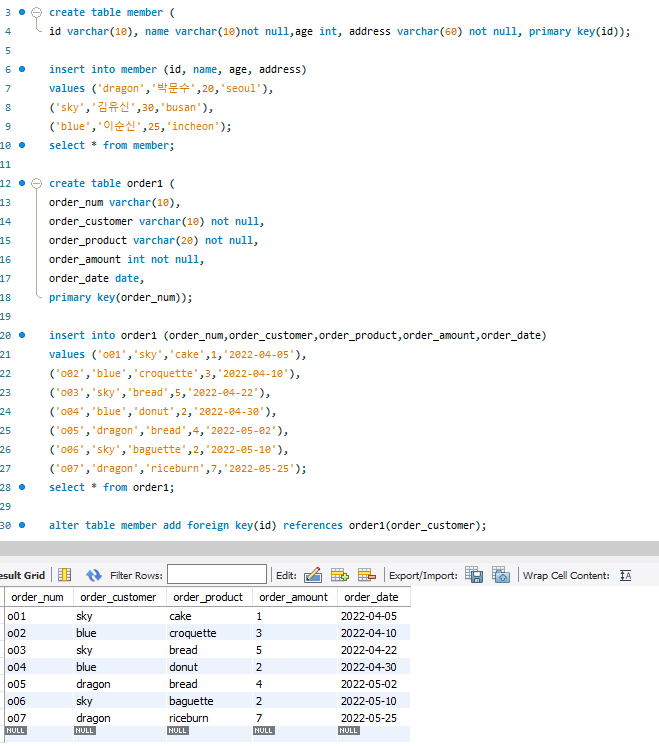 3 create table member (
4 id varchar(10), name varchar(10)not null,age int, address varchar(60) not null, primary key(id));
5
6 insert into member (id, name, age, address)
7 values ('dragon','박문수',20,'seoul'),
8 ('sky','김유신',30,'busan'),
9 ('blue','이순신',25,'incheon');
10 select * from member;
11
12 create table order1 (
13 order_num varchar(10),
14 order_customer varchar(10) not null,
15 order_product varchar(20) not null,
16 order_amount int not null,
17 order_date date,
18 primary key(order_num));
19
20 insert into order1 (order_num,order_customer,order_product,order_amount,order_date)
21 values ('o01','sky','cake',1,'2022-04-05'),
22 ('o02','blue','croquette',3,'2022-04-10'),
23 ('o03','sky','bread',5,'2022-04-22'),
24 ('o04','blue','donut',2,'2022-04-30'),
25 ('o05','dragon','bread',4,'2022-05-02'),
26 ('o06','sky','baguette',2,'2022-05-10'),
27 ('o07','dragon','riceburn',7,'2022-05-25');
28 select * from order1;
29
30 alter table member add foreign key(id) references order1(order_customer);
esult Grid Filter Rows: Edit: Export/Import: Wrap Cell Content: IA
order_num order_customer order_product order_amount order_date
o01 sky cake 1 2022-04-05
o02 blue croquette 3 2022-04-10
o03 sky bread 5 2022-04-22
o04 blue donut 2 2022-04-30
o05 dragon bread 4 2022-05-02
o06 sky baguette 2 2022-05-10
o07 dragon riceburn 7 2022-05-25
NULL NULL NULL NULL NULL